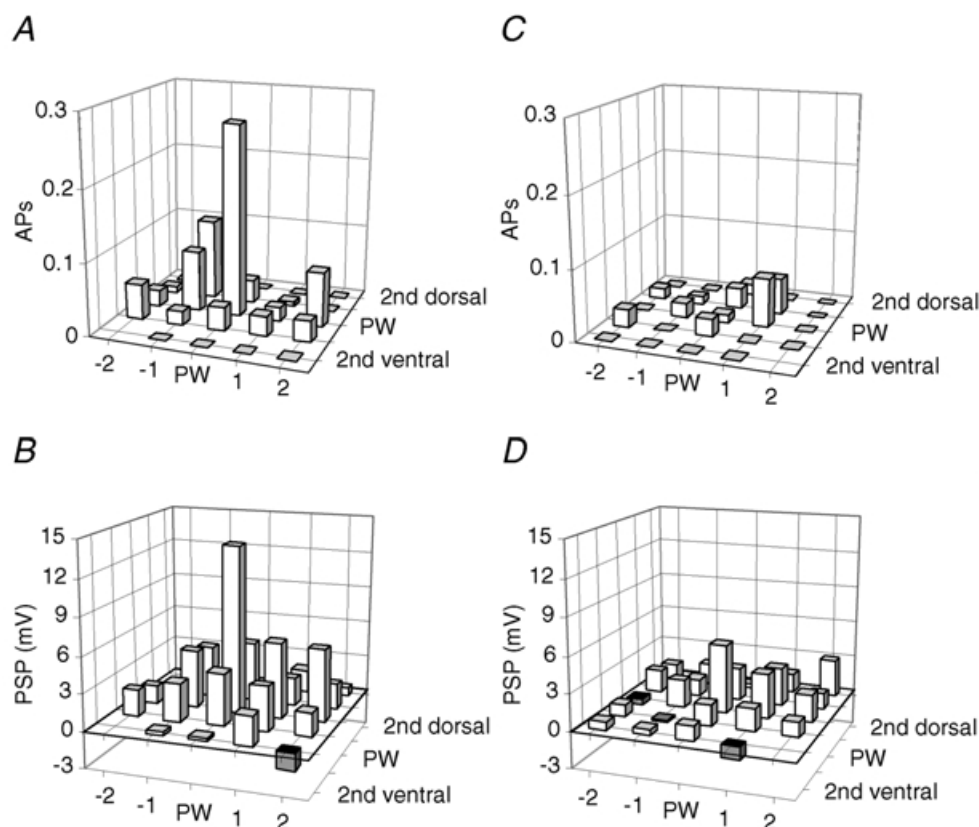 A
0.3
0.2
0.1
0
APs
-2
-1
PW
1
2
2nd dorsal
PW
2nd ventral
C
0.3
0.2
0.1
0
APs
-2
-1
PW
1
2
2nd dorsal
PW
2nd ventral
B
15
12
9
6
3
0
-3
PSP (mV)
-2
-1
PW
1
2
2nd dorsal
PW
2nd ventral
D
15
12
9
6
3
0
-3
PSP (mV)
-2
-1
PW
1
2
2nd dorsal
PW
2nd ventral